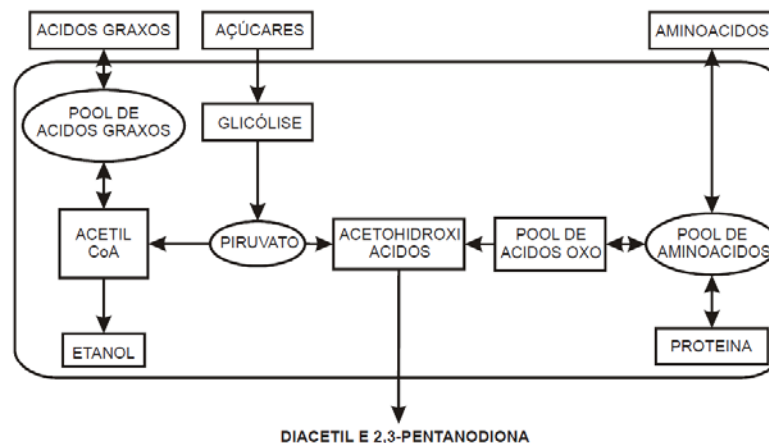 ACIDOS GRAXOS
AÇÚCARES
AMINOACIDOS
POOL DE
ACIDOS GRAXOS
GLICÓLISE
ACETIL
CoA
PIRUVATO
ACETOHIDROXI
ACIDOS
POOL DE
ACIDOS OXO
POOL DE
AMINOACIDOS
ETANOL
PROTEINA
DIACETIL E 2,3-PENTANODIONA